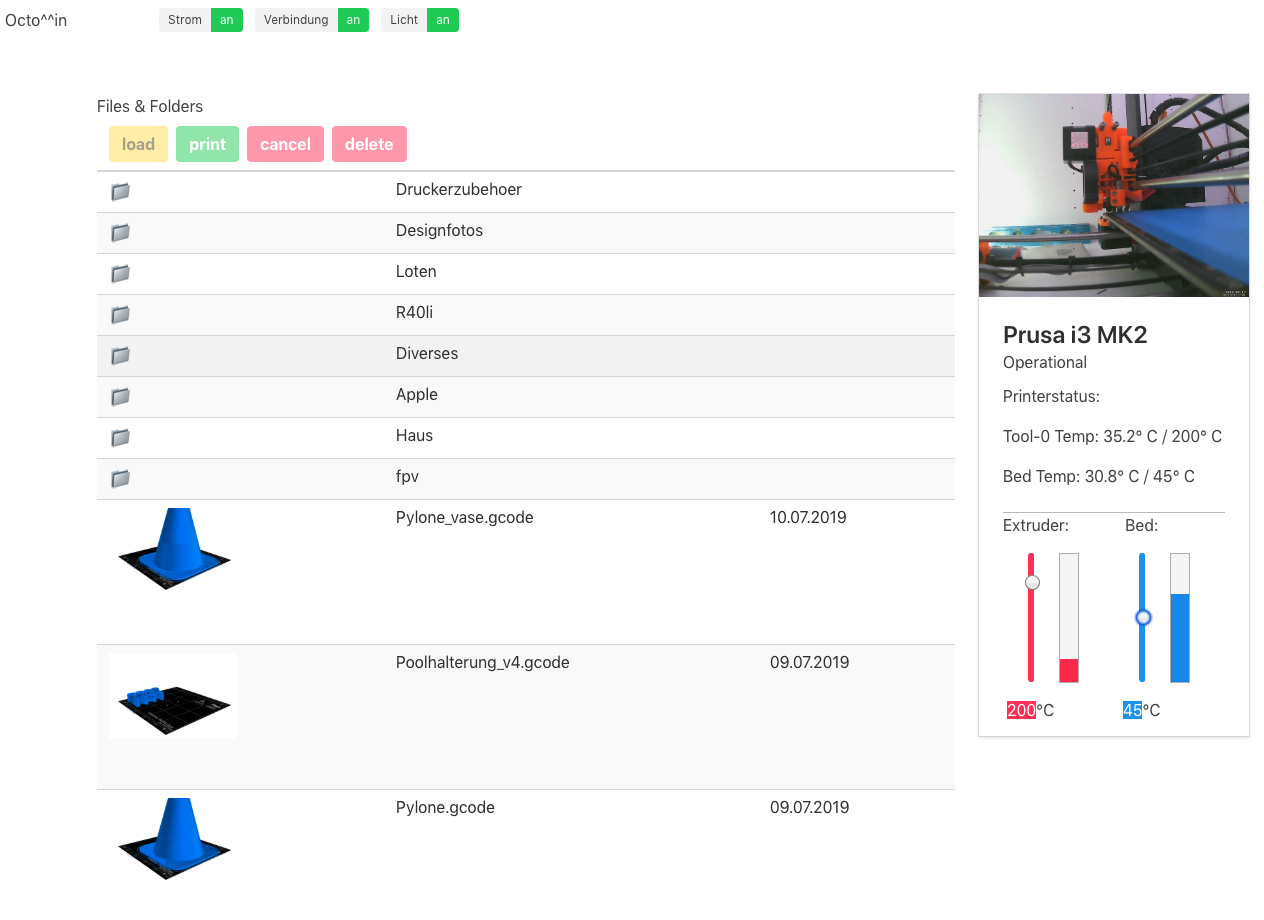 Octo^^in
Strom an
Verbindung an
Licht an
Files & Folders
load print cancel delete
Druckerzubehoer
Designfotos
Loten
R40li
Diverses
Apple
Haus
fpv
Pylone_vase.gcode 10.07.2019
Poolhalterung_v4.gcode 09.07.2019
Pylone.gcode 09.07.2019
Prusa i3 MK2
Operational
Printerstatus:
Tool-0 Temp: 35.2° C / 200° C
Bed Temp: 30.8° C / 45° C
Extruder: Bed:
200°C 45°C